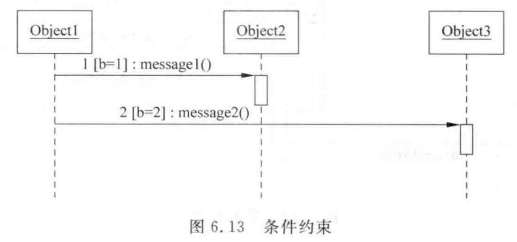 Object1 Object2 Object3
1 [b=1] : message1()
2 [b=2] : message2()
图 6.13 条件约束